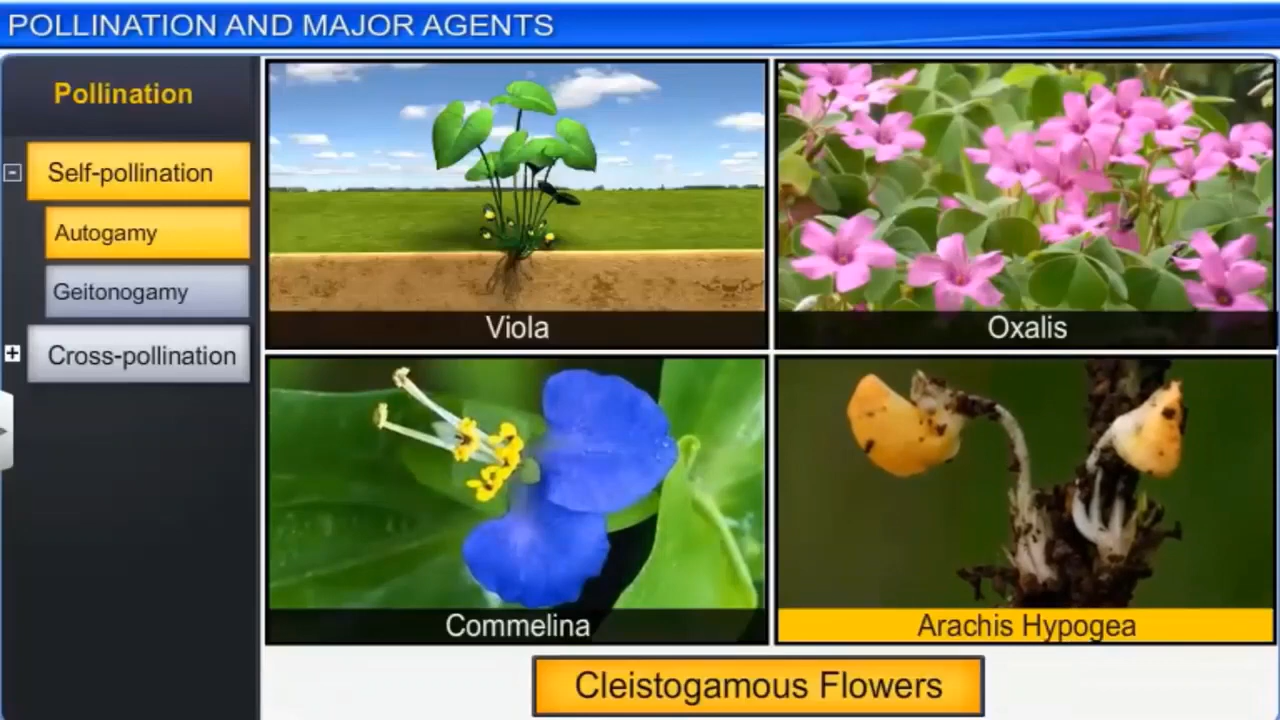 POLLINATION AND MAJOR AGENTS
Pollination
Self-pollination
Autogamy
Geitonogamy
Cross-pollination
Viola
Oxalis
Commelina
Arachis Hypogea
Cleistogamous Flowers